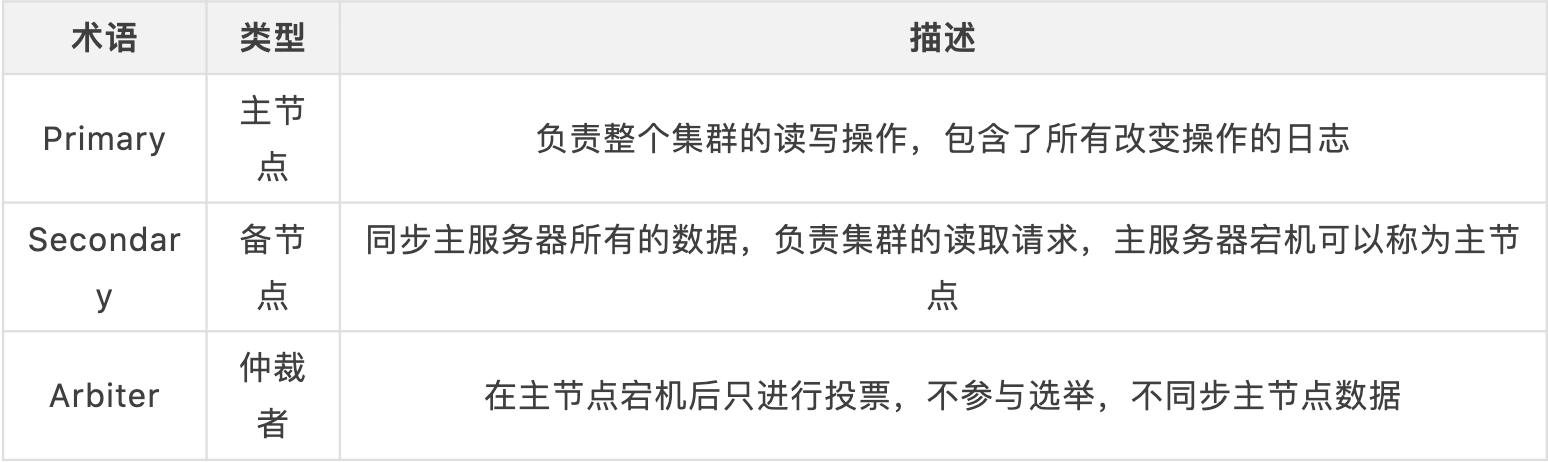 术语 类型 描述
Primary
主节
点
负责整个集群的读写操作，包含了所有改变操作的日志
Secondar
y
备节
点
同步主服务器所有的数据，负责集群的读取请求，主服务器宕机可以称为主节
点
Arbiter
仲裁
者
在主节点宕机后只进行投票，不参与选举，不同步主节点数据